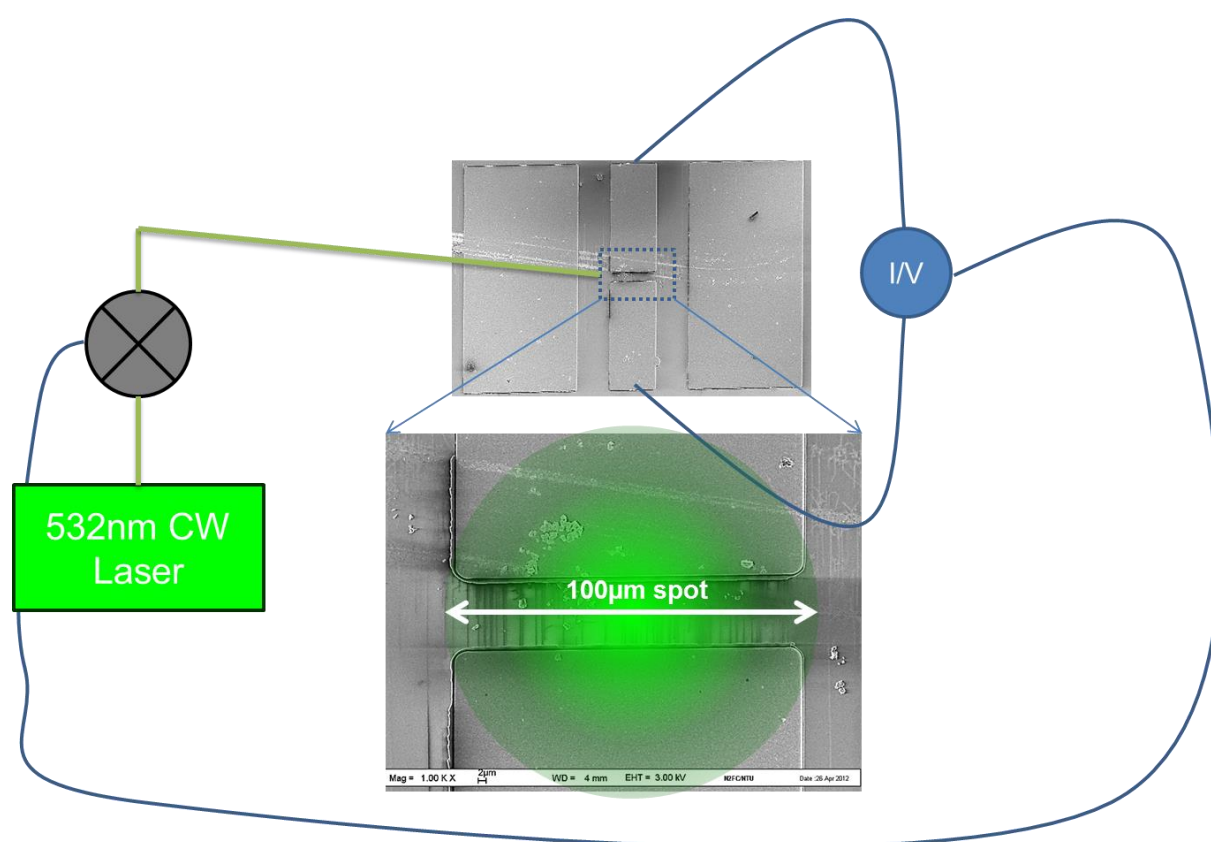 I/V
532nm CW
Laser
100µm spot
Mag = 1.00 K X 2µm WD = 4 mm EHT = 3.00 kV N2FC/NTU Date :26 Apr 2012